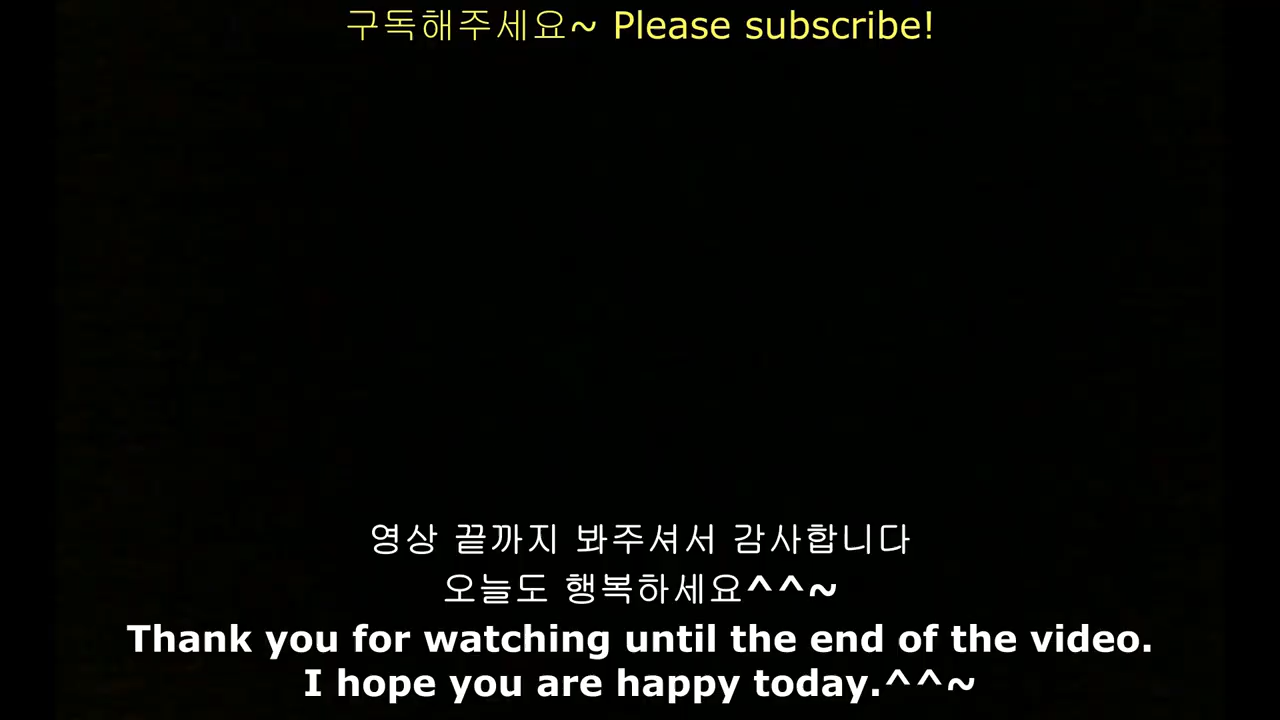 구독해주세요~ Please subscribe!
영상 끝까지 봐주셔서 감사합니다
오늘도 행복하세요^^~
Thank you for watching until the end of the video.
I hope you are happy today.^^~